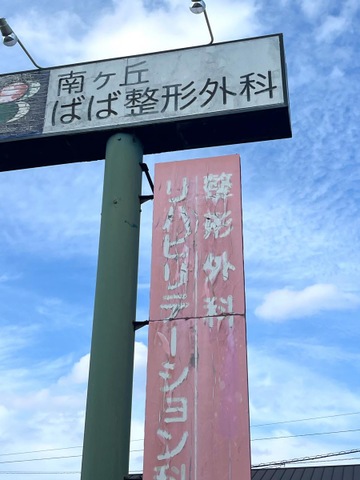 南ヶ丘
ばば整形外科
整形外科
リハビリテーション科